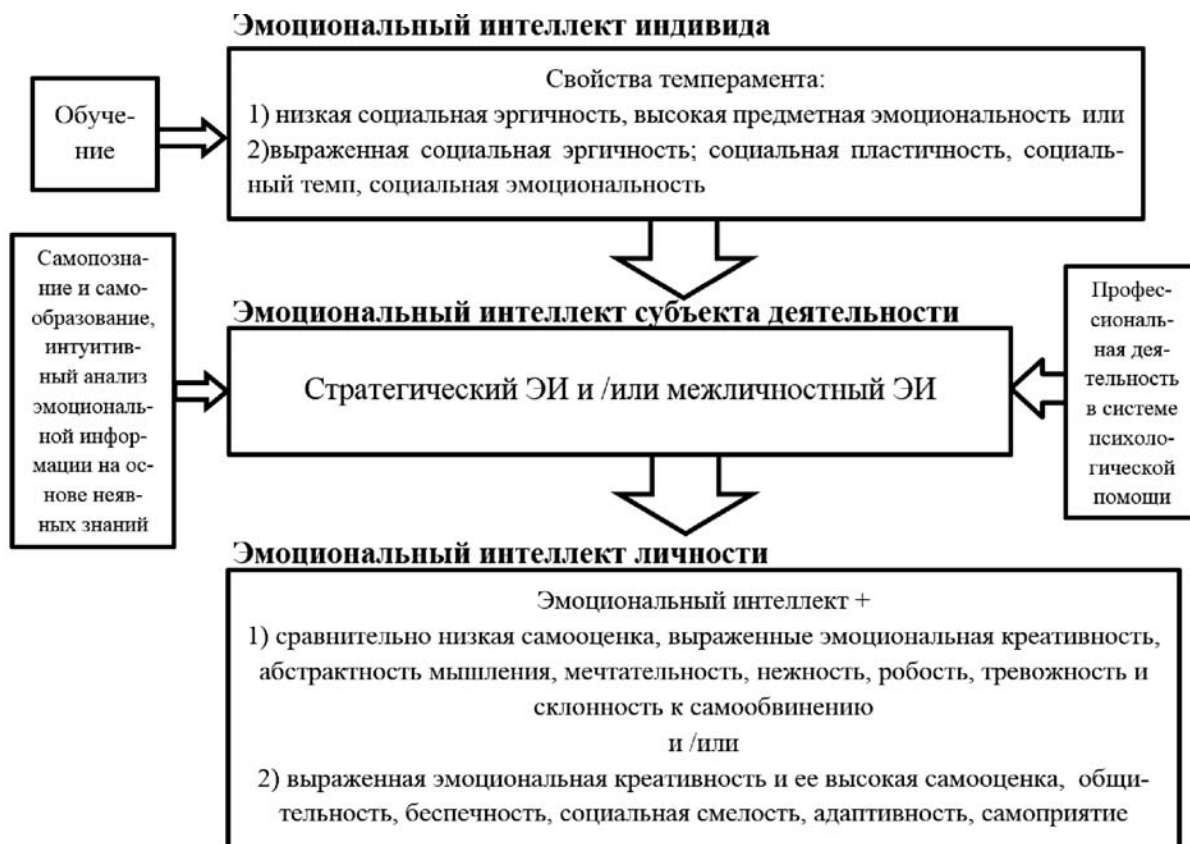 Эмоциональный интеллект индивида
Обуче-
ние
Свойства темперамента:
1) низкая социальная эргичность, высокая предметная эмоциональность или
2)выраженная социальная эргичность; социальная пластичность, социаль-
ный темп, социальная эмоциональность
Самопозна-
ние и само-
образование,
интуитив-
ный анализ
эмоциональ-
ной инфор-
мации на ос-
нове неяв-
ных знаний
Эмоциональный интеллект субъекта деятельности
Стратегический ЭИ и /или межличностный ЭИ
Профес-
сиональ-
ная дея-
тельность
в системе
психоло-
гической
помощи
Эмоциональный интеллект личности
Эмоциональный интеллект +
1) сравнительно низкая самооценка, выраженные эмоциональная креативность,
абстрактность мышления, мечтательность, нежность, робость, тревожность и
склонность к самообвинению
и /или
2) выраженная эмоциональная креативность и ее высокая самооценка, общи-
тельность, беспечность, социальная смелость, адаптивность, самоприятие